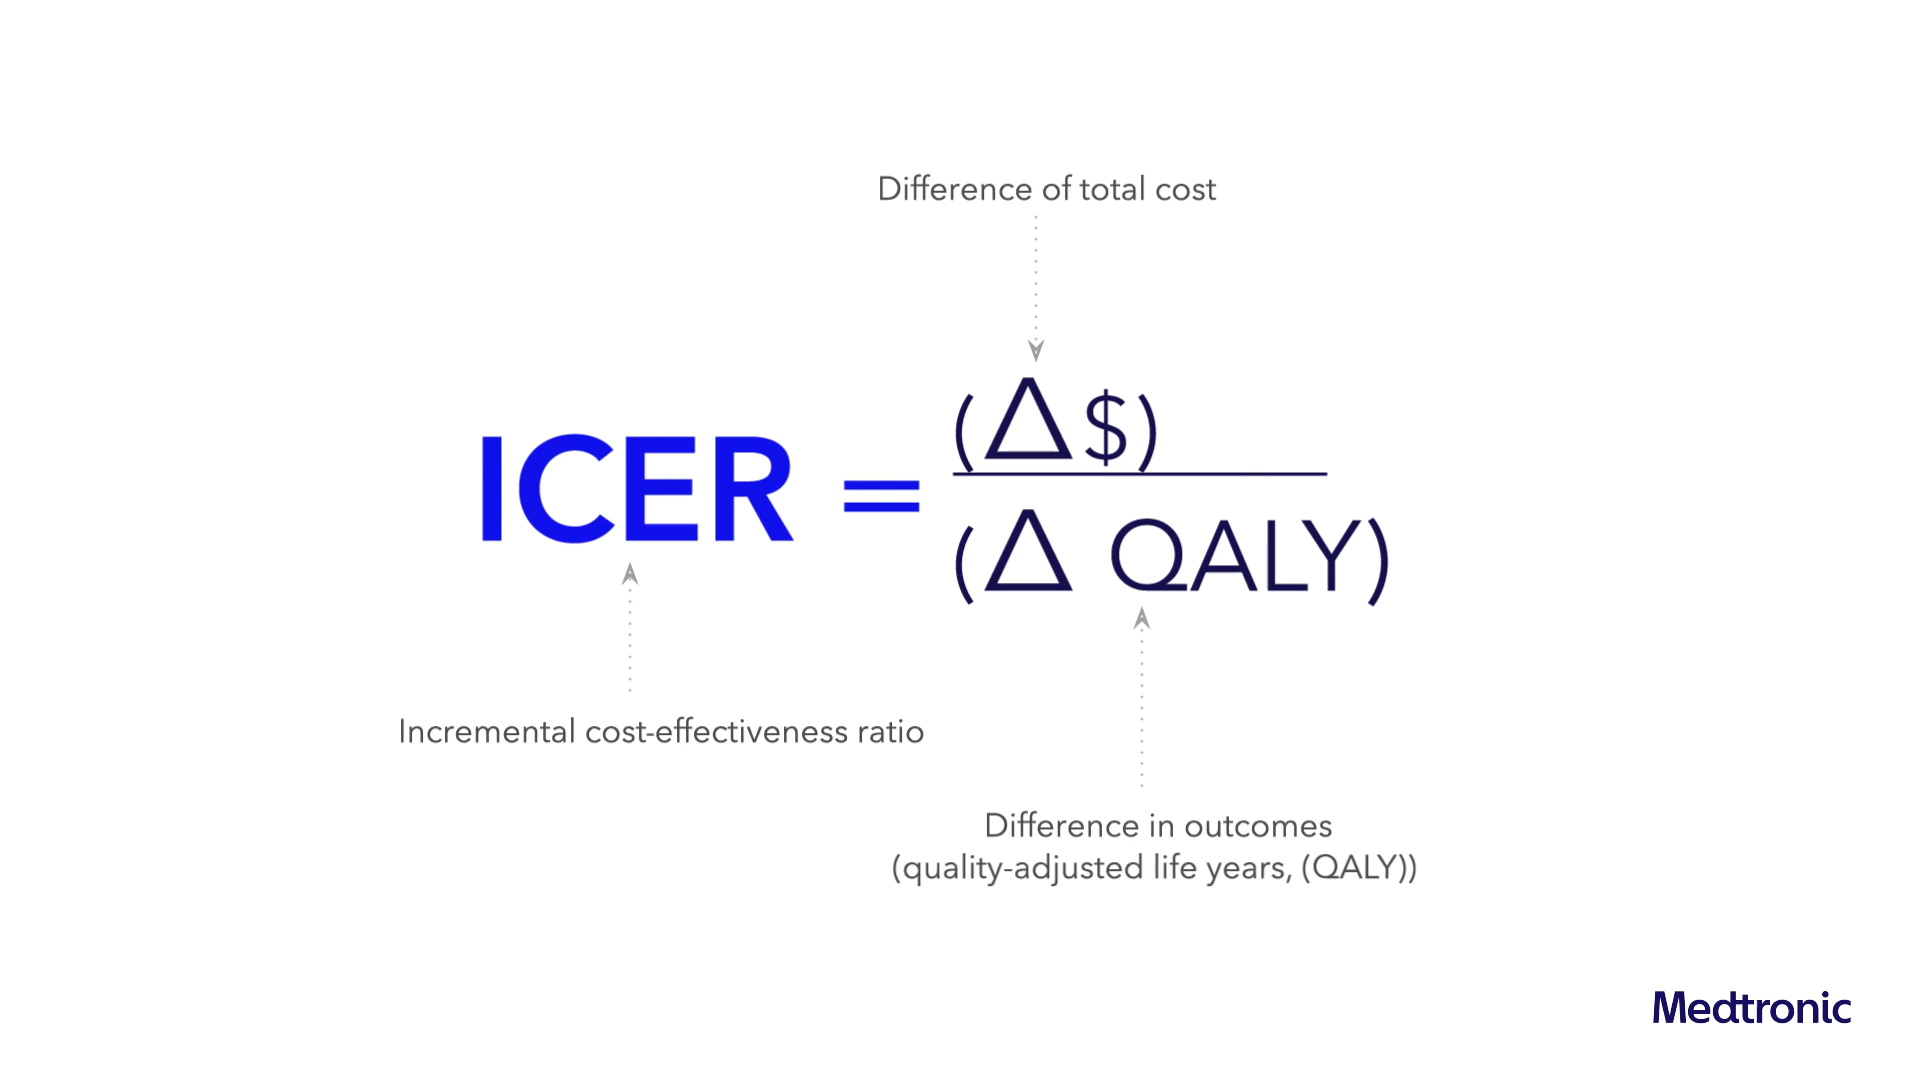 Difference of total cost
ICER = (Δ$)
(Δ QALY)
Incremental cost-effectiveness ratio
Difference in outcomes
(quality-adjusted life years, (QALY))
Medtronic